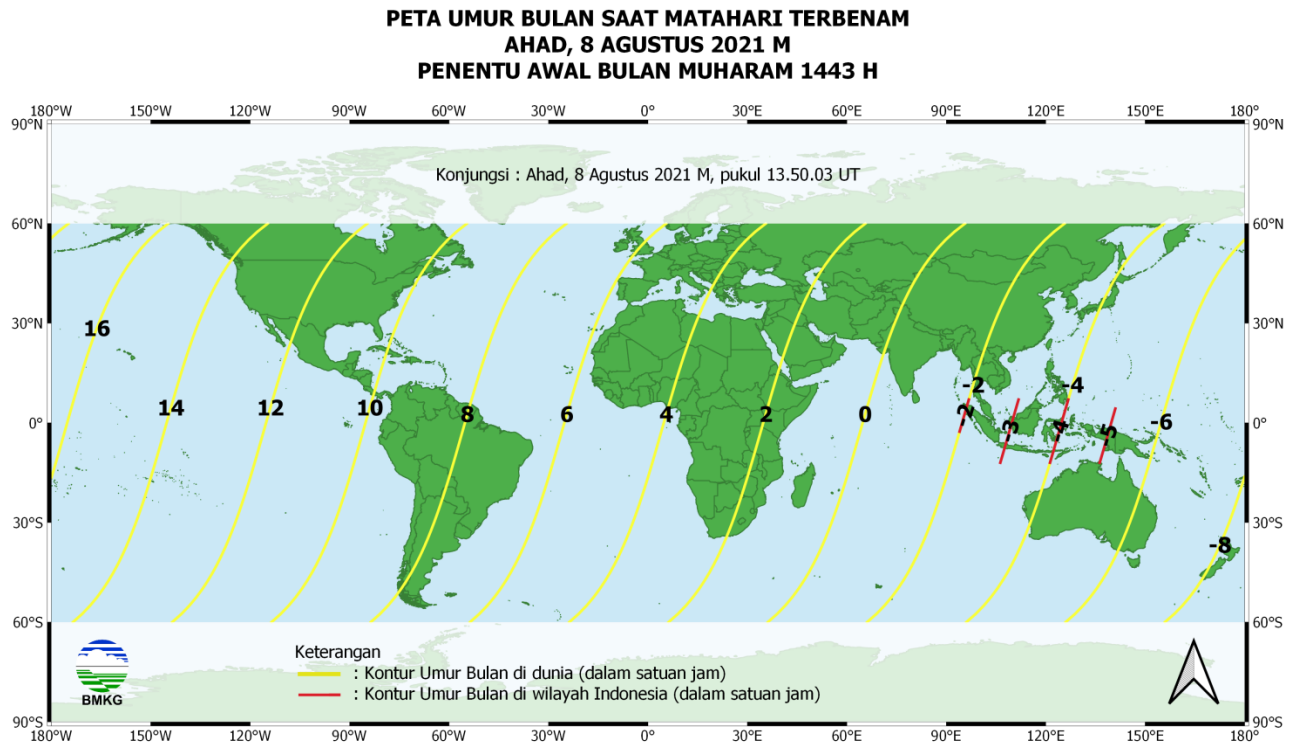 PETA UMUR BULAN SAAT MATAHARI TERBENAM
AHAD, 8 AGUSTUS 2021 M
PENENTU AWAL BULAN MUHARAM 1443 H
180°W 150°W 120°W 90°W 60°W 30°W 0° 30°E 60°E 90°E 120°E 150°E 180°
90°N 90°N
Konjungsi : Ahad, 8 Agustus 2021 M, pukul 13.50.03 UT
60°N 60°N
30°N 16 30°N
14 12 10 8 6 4 2 0 -2 -4
0° -2 -3 -4 -5 -6 0°
30°S 30°S
-8
60°S 60°S
Keterangan
: Kontur Umur Bulan di dunia (dalam satuan jam)
: Kontur Umur Bulan di wilayah Indonesia (dalam satuan jam)
BMKG
90°S 90°S
180°W 150°W 120°W 90°W 60°W 30°W 0° 30°E 60°E 90°E 120°E 150°E 180°